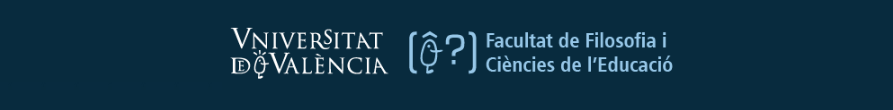 VNIVERSITAT
DE VALÈNCIA
[ô?] Facultat de Filosofia i
Ciències de l'Educació